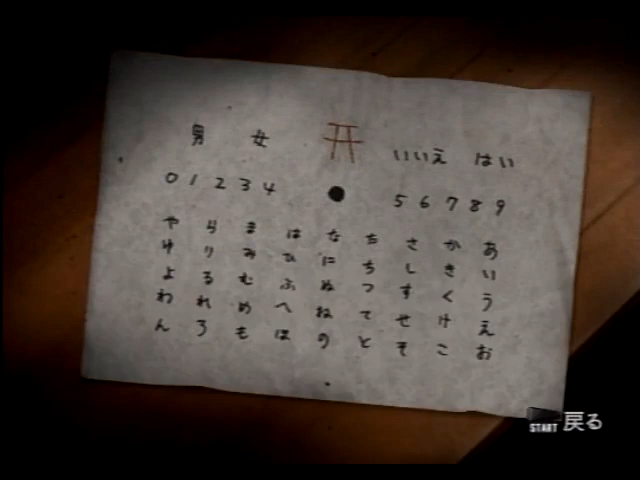 男 女 いいえ はい
0 1 2 3 4 5 6 7 8 9
あいうえお
かきくけこ
さしすせそ
たちつてと
なにぬねの
はひふへほ
まみむめも
らりるれろ
やゆよわん
START 戻る